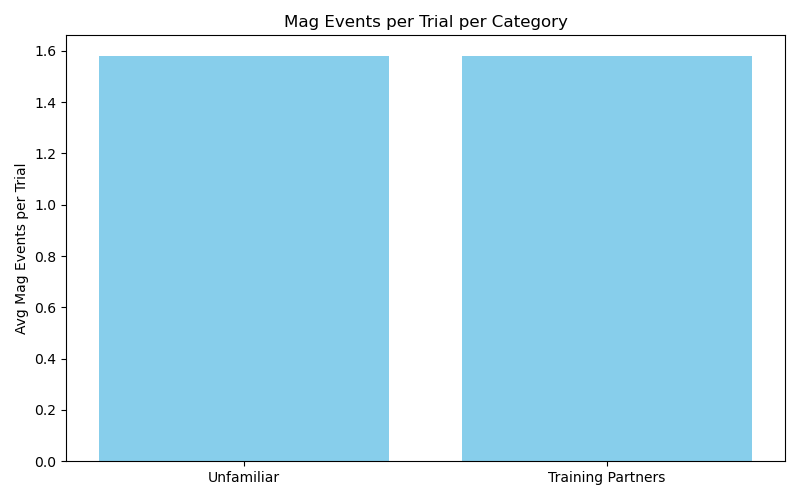 Mag Events per Trial per Category
Avg Mag Events per Trial
1.6
1.4
1.2
1.0
0.8
0.6
0.4
0.2
0.0
Unfamiliar
Training Partners